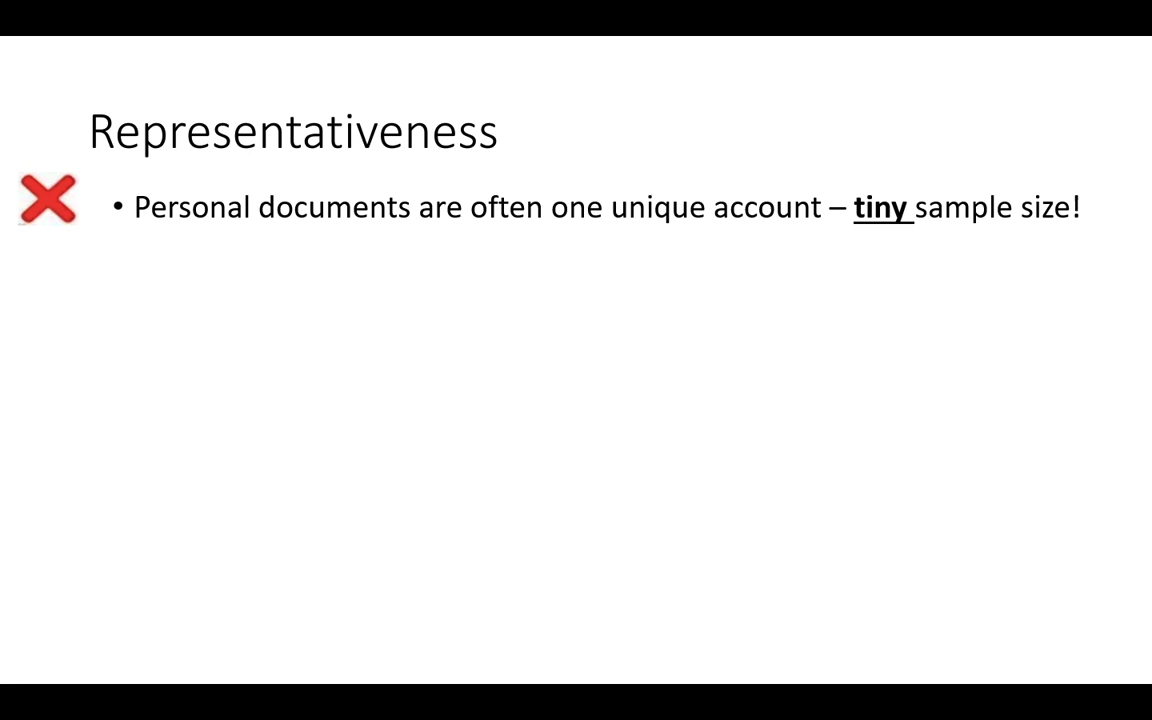 Representativeness
• Personal documents are often one unique account – tiny sample size!